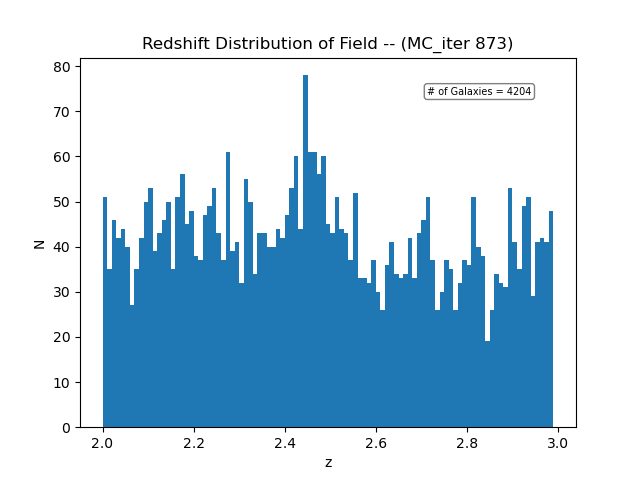 Redshift Distribution of Field -- (MC_iter 873)
# of Galaxies = 4204
80
70
60
50
40
30
20
10
0
N
2.0 2.2 2.4 2.6 2.8 3.0
z